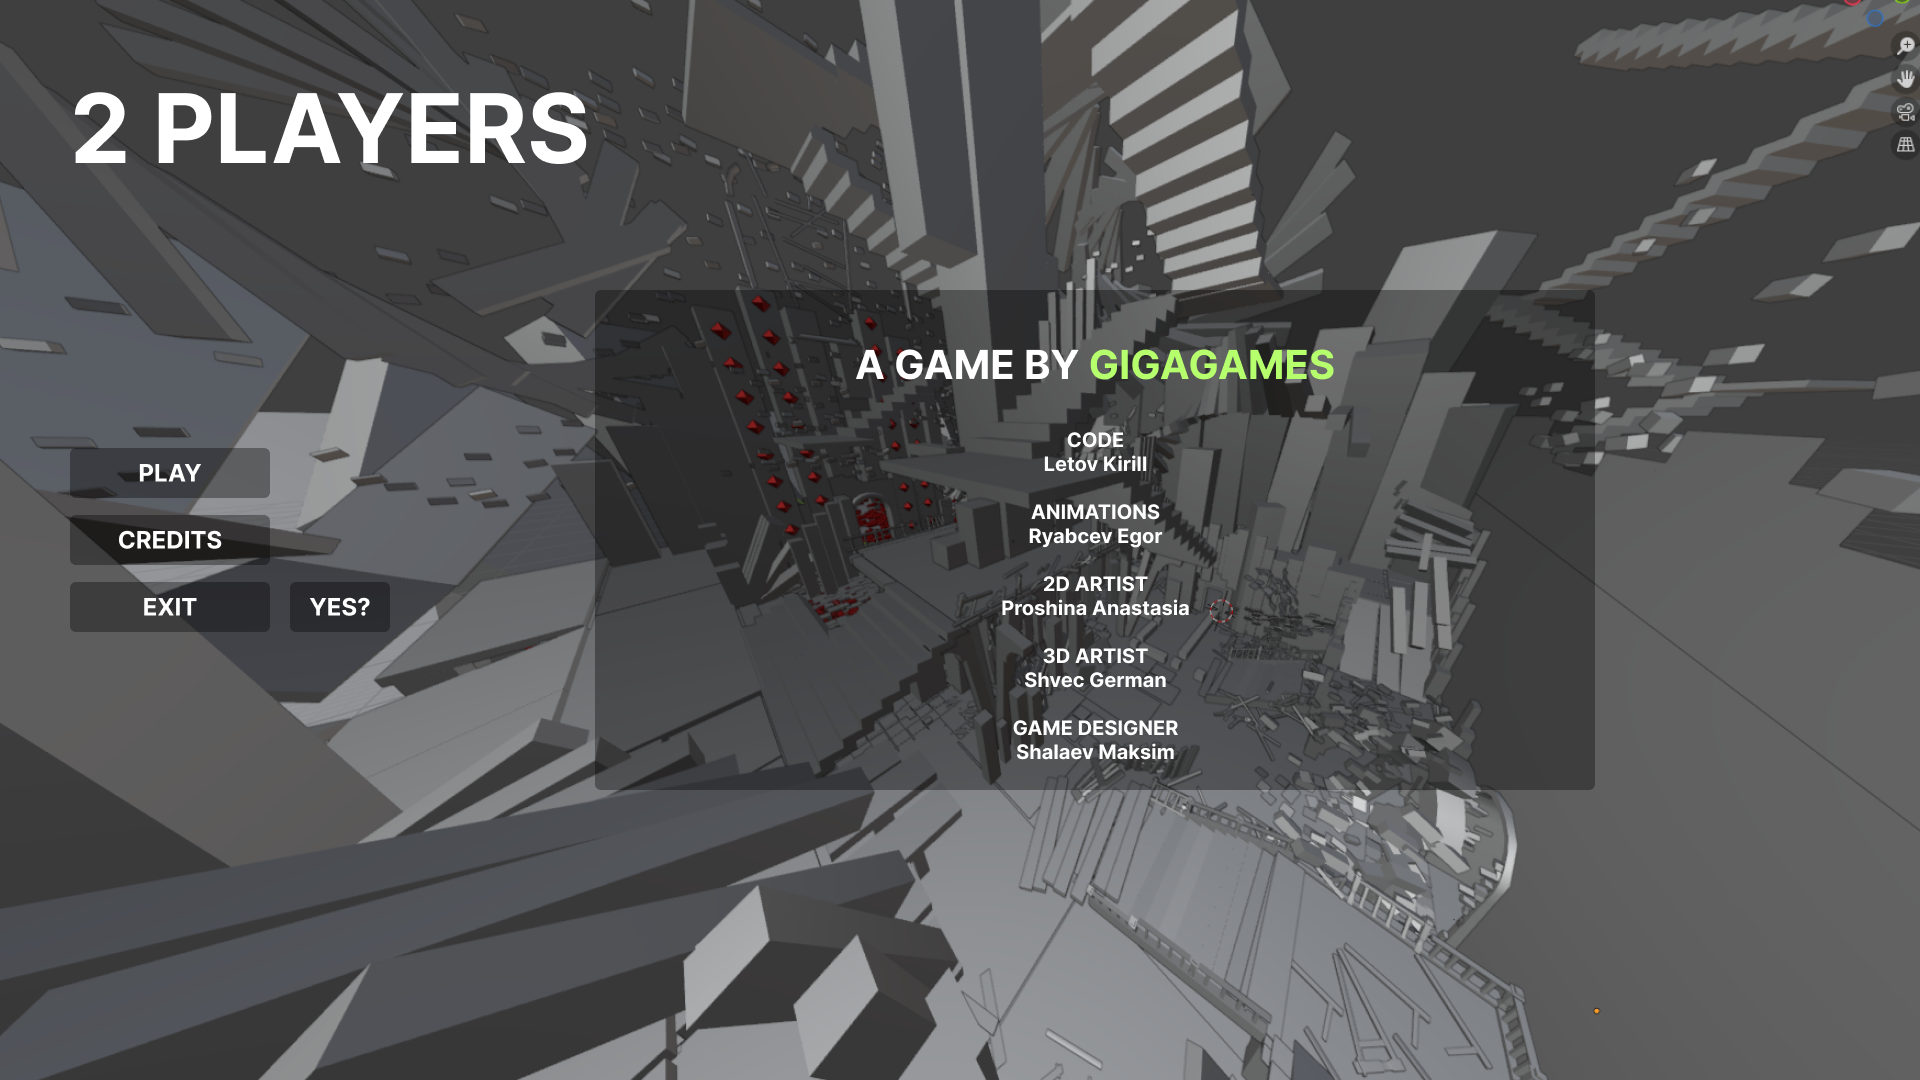 2 PLAYERS
PLAY
CREDITS
EXIT
YES?
A GAME BY GIGAGAMES
CODE
Letov Kirill
ANIMATIONS
Ryabcev Egor
2D ARTIST
Proshina Anastasia
3D ARTIST
Shvec German
GAME DESIGNER
Shalaev Maksim